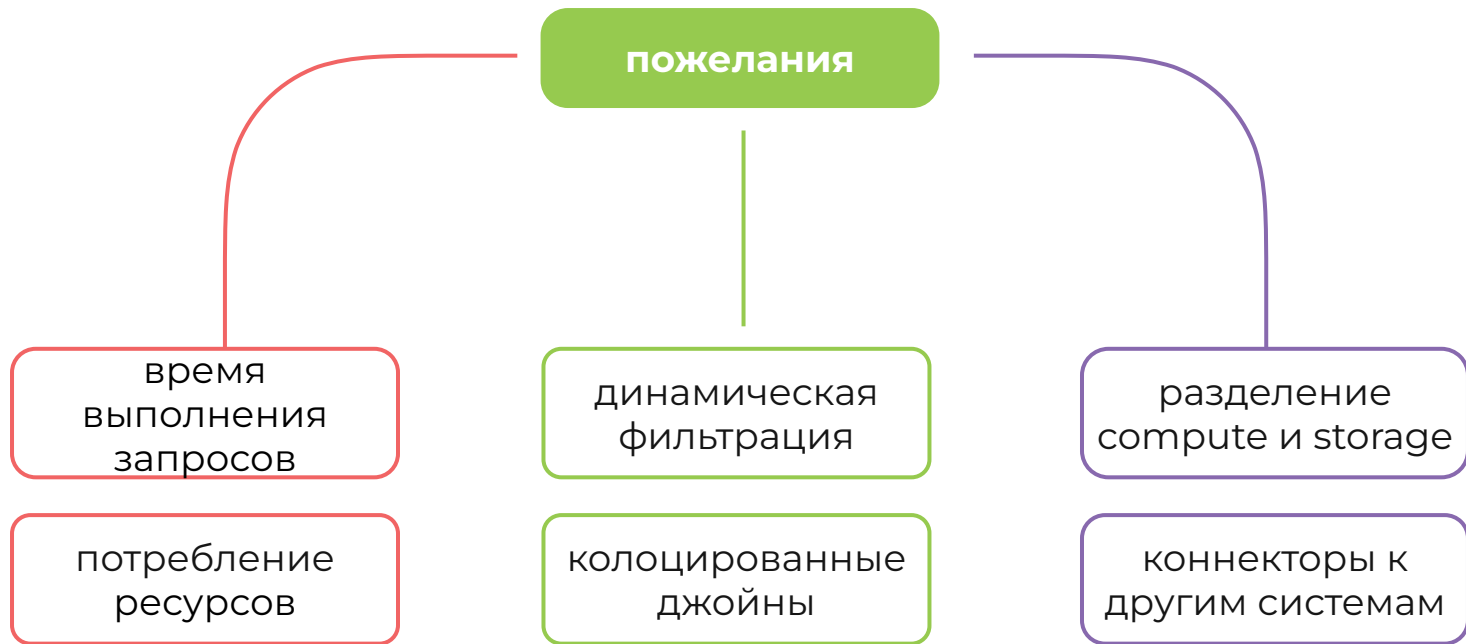 пожелания
время
выполнения
запросов
динамическая
фильтрация
разделение
compute и storage
потребление
ресурсов
колоцированные
джойны
коннекторы к
другим системам